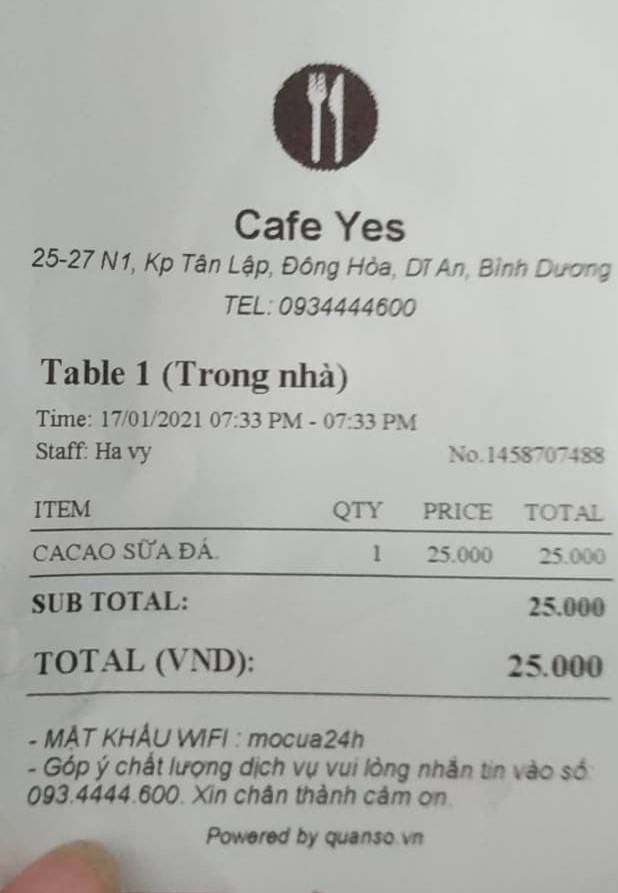 Cafe Yes
25-27 N1, Kp Tân Lập, Đông Hòa, Dĩ An, Bình Dương
TEL: 0934444600
Table 1 (Trong nhà)
Time: 17/01/2021 07:33 PM - 07:33 PM
Staff: Ha vy No.1458707488
ITEM QTY PRICE TOTAL
CACAO SỮA ĐÁ. 1 25.000 25.000
SUB TOTAL: 25.000
TOTAL (VND): 25.000
- MẬT KHẨU WIFI : mocua24h
- Góp ý chất lượng dịch vụ vui lòng nhắn tin vào số:
093.4444.600. Xin chân thành cảm ơn.
Powered by quanso.vn